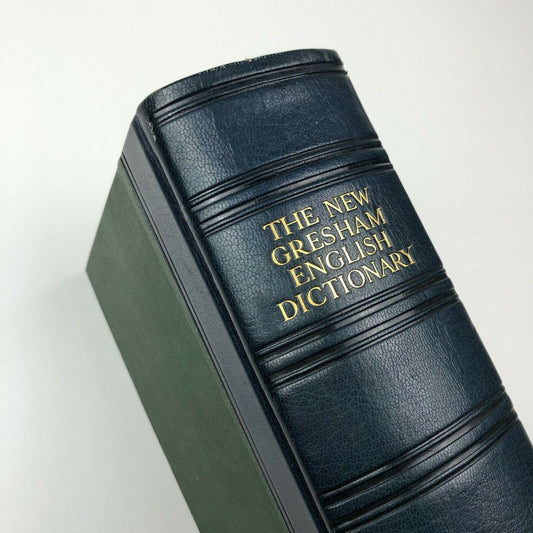 THE NEW
GRESHAM
ENGLISH
DICTIONARY